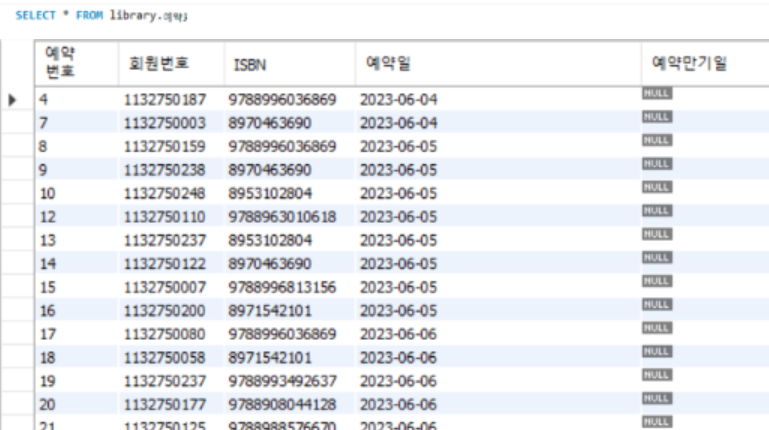 SELECT * FROM library.예약;
예약번호 회원번호 ISBN 예약일 예약만기일
4 1132750187 9788996036869 2023-06-04 NULL
7 1132750003 8970463690 2023-06-04 NULL
8 1132750159 9788996036869 2023-06-05 NULL
9 1132750238 8970463690 2023-06-05 NULL
10 1132750248 8953102804 2023-06-05 NULL
12 1132750110 9788963010618 2023-06-05 NULL
13 1132750237 8953102804 2023-06-05 NULL
14 1132750122 8970463690 2023-06-05 NULL
15 1132750007 9788996813156 2023-06-05 NULL
16 1132750200 8971542101 2023-06-05 NULL
17 1132750080 9788996036869 2023-06-06 NULL
18 1132750058 8971542101 2023-06-06 NULL
19 1132750237 9788993492637 2023-06-06 NULL
20 1132750177 9788908044128 2023-06-06 NULL
21 1132750125 9788988576670 2023-06-06 NULL